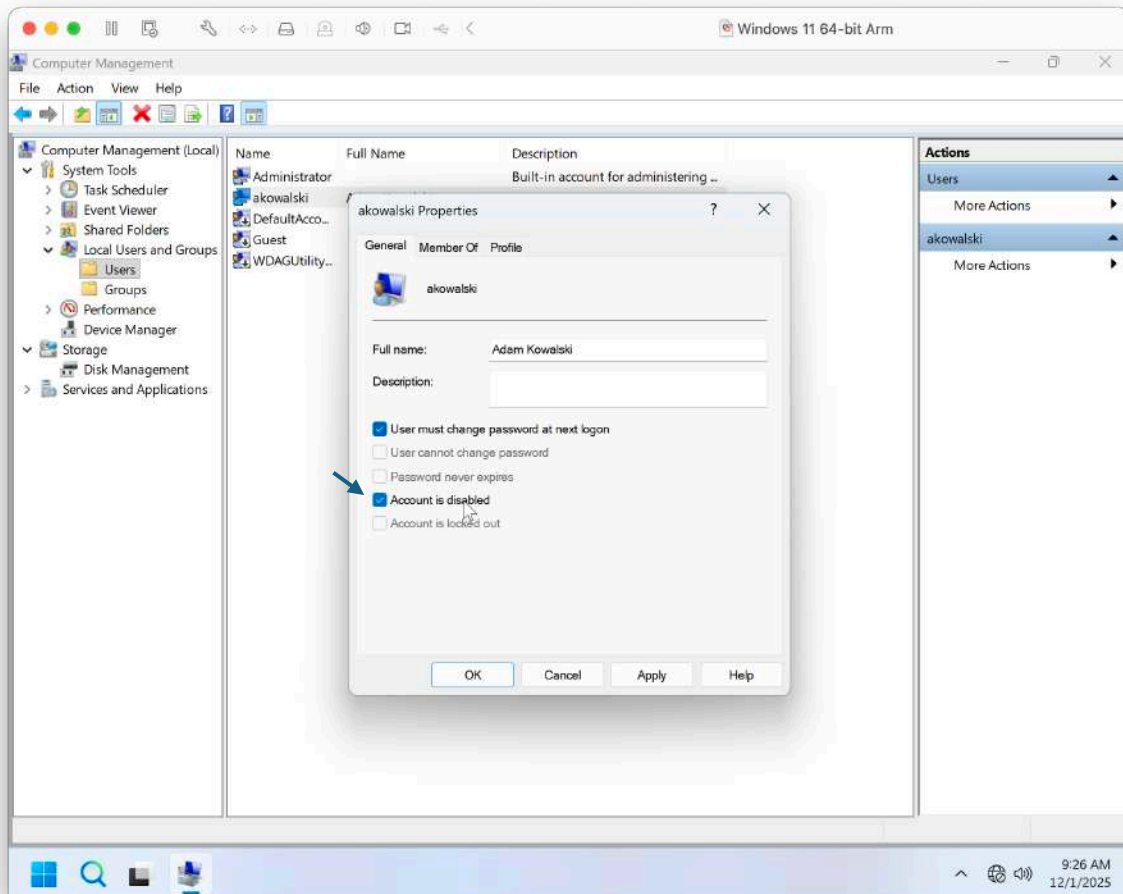 Windows 11 64-bit Arm
Computer Management
File Action View Help
Computer Management (Local)
System Tools
Task Scheduler
Event Viewer
Shared Folders
Local Users and Groups
Users
Groups
Performance
Device Manager
Storage
Disk Management
Services and Applications
Name Full Name Description
Administrator Built-in account for administering ...
akowalski
DefaultAcco...
Guest
WDAGUtility...
akowalski Properties ?
General Member Of Profile
akowalski
Full name: Adam Kowalski
Description:
User must change password at next logon
User cannot change password
Password never expires
Account is disabled
Account is locked out
OK Cancel Apply Help
Actions
Users
More Actions
akowalski
More Actions
9:26 AM
12/1/2025